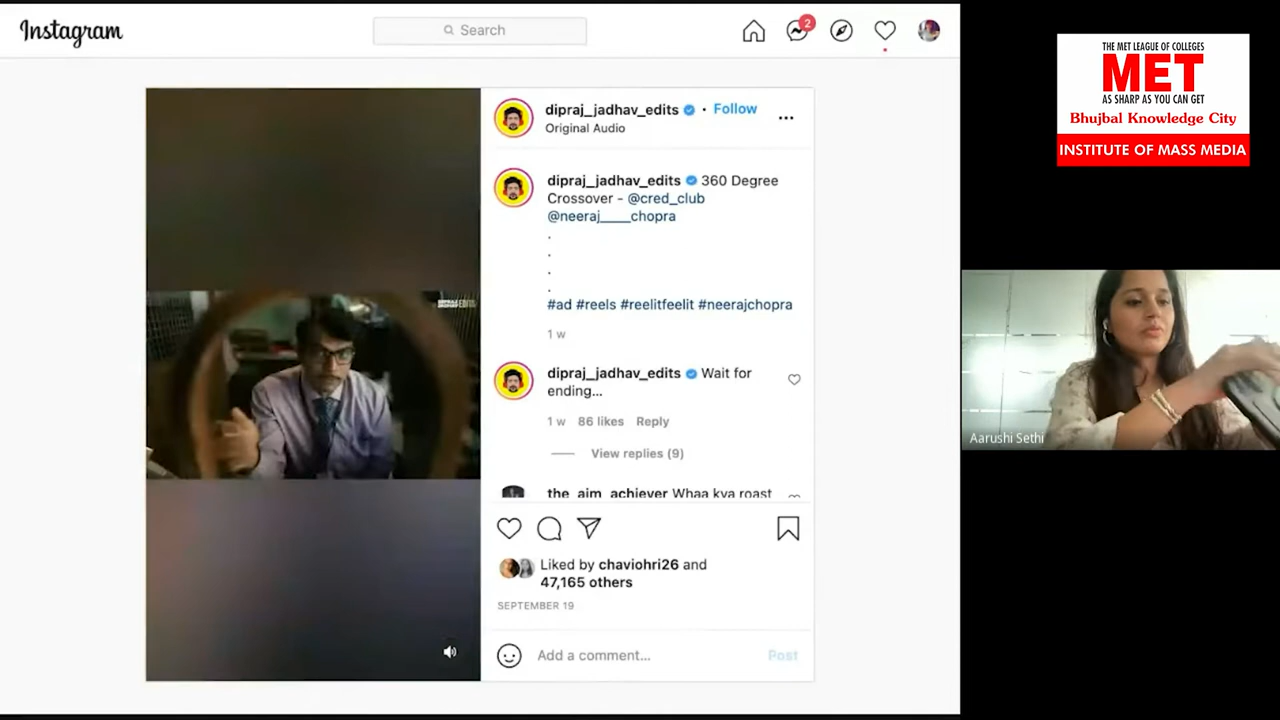 Instagram
Search
2
dipraj_jadhav_edits • Follow
Original Audio
dipraj_jadhav_edits 360 Degree
Crossover - @cred_club
@neeraj____chopra
.
.
.
.
#ad #reels #reelitfeelit #neerajchopra
1 w
dipraj_jadhav_edits Wait for
ending...
1 w 86 likes Reply
View replies (9)
the_aim_achiever Whaa kya roast
Liked by chaviohri26 and
47,165 others
SEPTEMBER 19
Add a comment...
Post
THE MET LEAGUE OF COLLEGES
MET
AS SHARP AS YOU CAN GET
Bhujbal Knowledge City
INSTITUTE OF MASS MEDIA
Aarushi Sethi